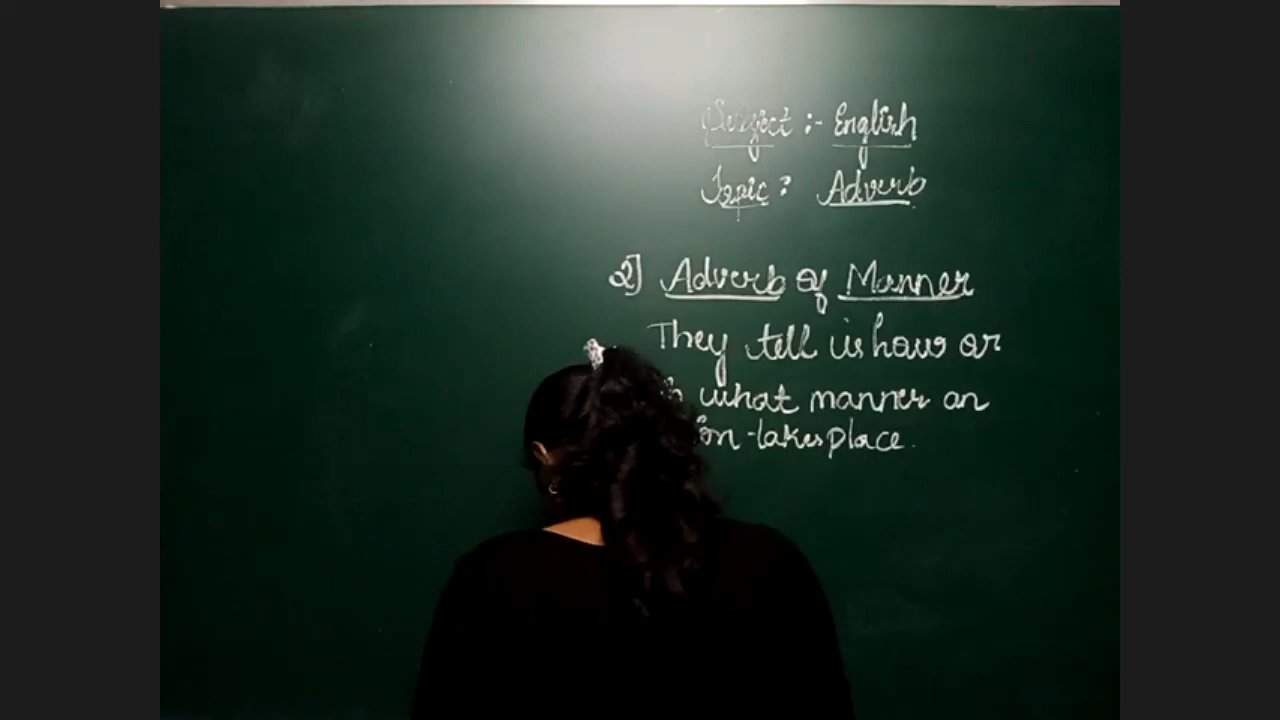 Subject :- English
Topic : Adverb
2] Adverb of Manner
They tell us how or
what manner an
takes place.